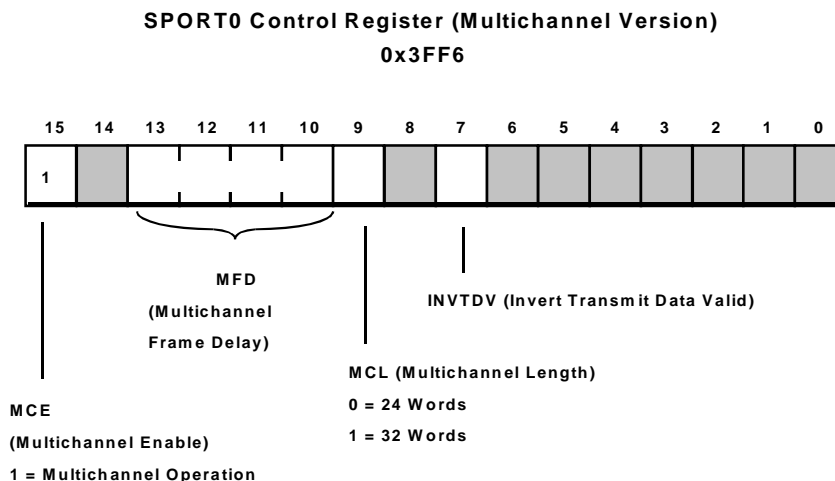 SPORT0 Control Register (Multichannel Version)
0x3FF6
15 14 13 12 11 10 9 8 7 6 5 4 3 2 1 0
1
MFD
(Multichannel
Frame Delay)
INVTDV (Invert Transmit Data Valid)
MCL (Multichannel Length)
0 = 24 Words
1 = 32 Words
MCE
(Multichannel Enable)
1 = Multichannel Operation